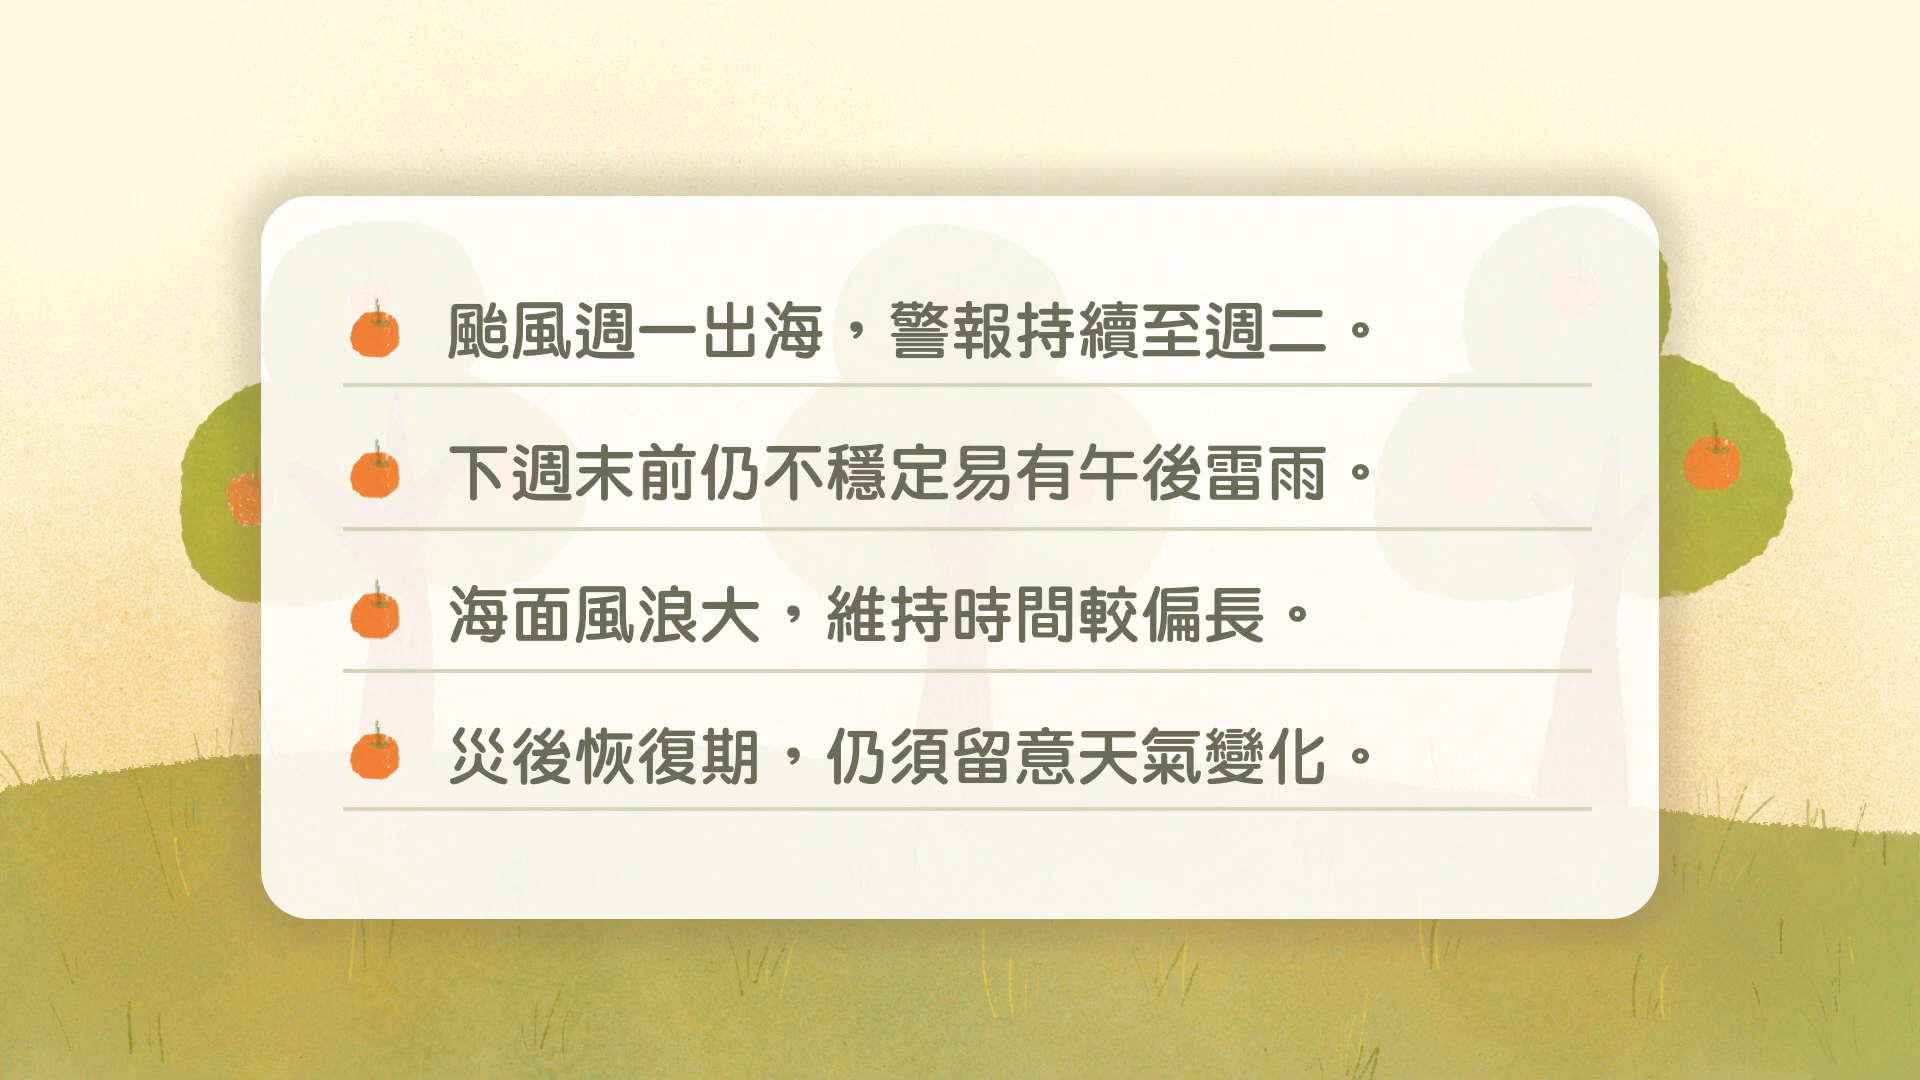 颱風週一出海，警報持續至週二。
下週末前仍不穩定易有午後雷雨。
海面風浪大，維持時間較偏長。
災後恢復期，仍須留意天氣變化。